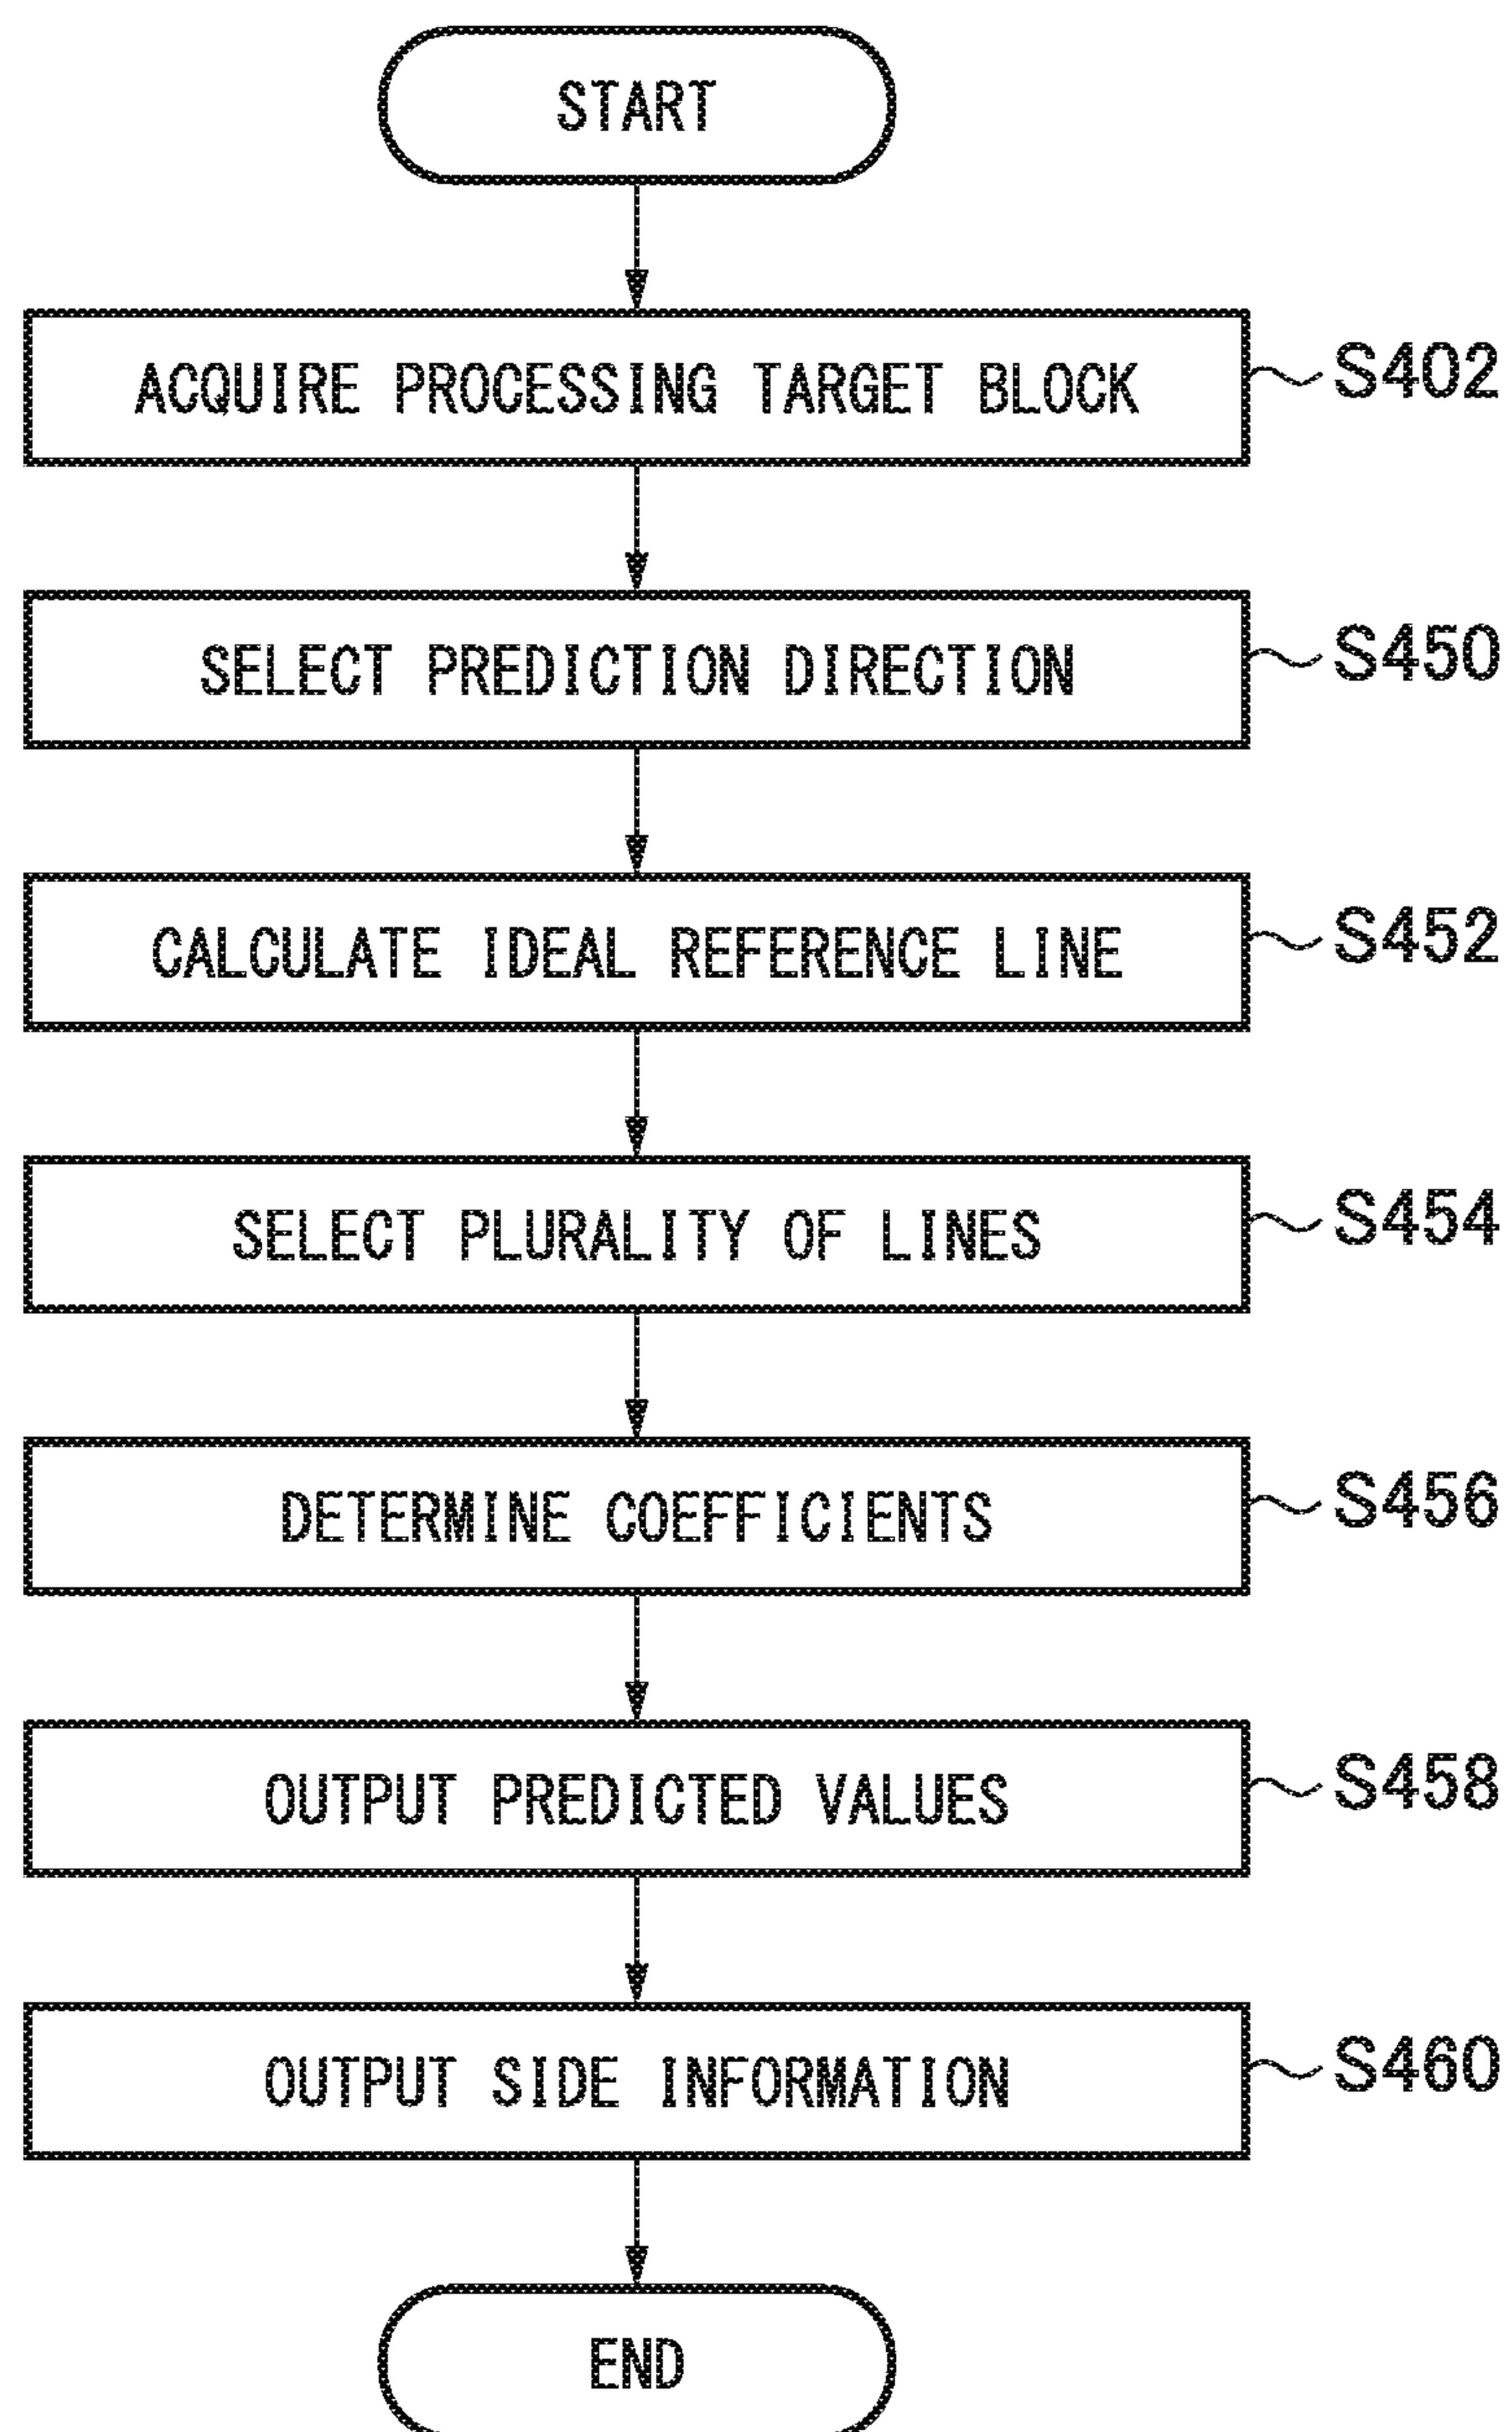 START
ACQUIRE PROCESSING TARGET BLOCK S402
SELECT PREDICTION DIRECTION S450
CALCULATE IDEAL REFERENCE LINE S452
SELECT PLURALITY OF LINES S454
DETERMINE COEFFICIENTS S456
OUTPUT PREDICTED VALUES S458
OUTPUT SIDE INFORMATION S460
END